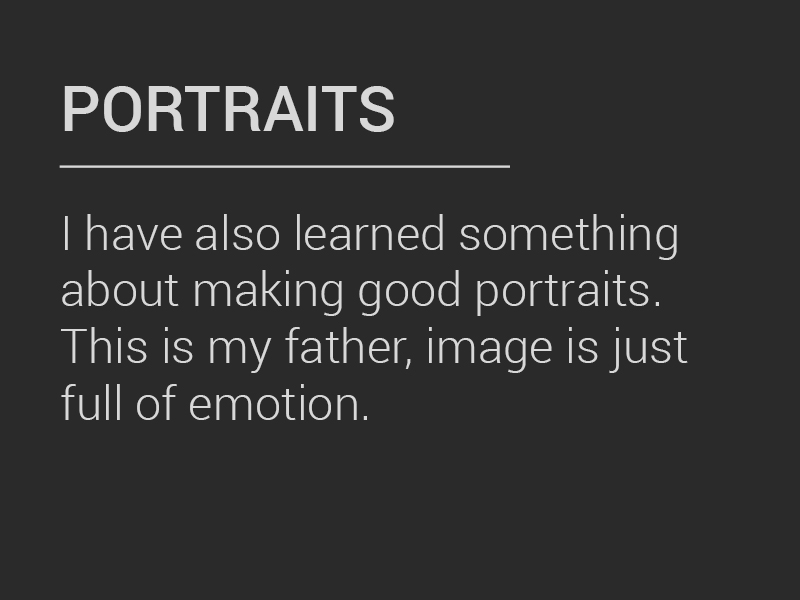 PORTRAITS
I have also learned something
about making good portraits.
This is my father, image is just
full of emotion.